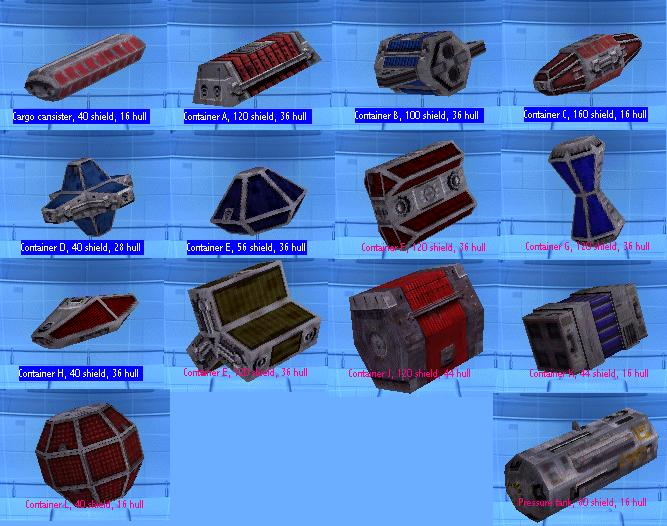 Cargo cansister, 40 shield, 16 hull
Container A, 120 shield, 36 hull
Container B, 100 shield, 36 hull
Container C, 160 shield, 16 hull
Container D, 40 shield, 28 hull
Container E, 56 shield, 36 hull
Container 120 shield, 36 hull
Container G, 120 shield, 36 hull
Container H, 40 shield, 36 hull
Container E, shield, 36 hull
Container J, 120 shield, 44 hull
Container 44 shield, 16 hull
Container L, 40 shield, 16 hull
Pressure tank, shield, 16 hull